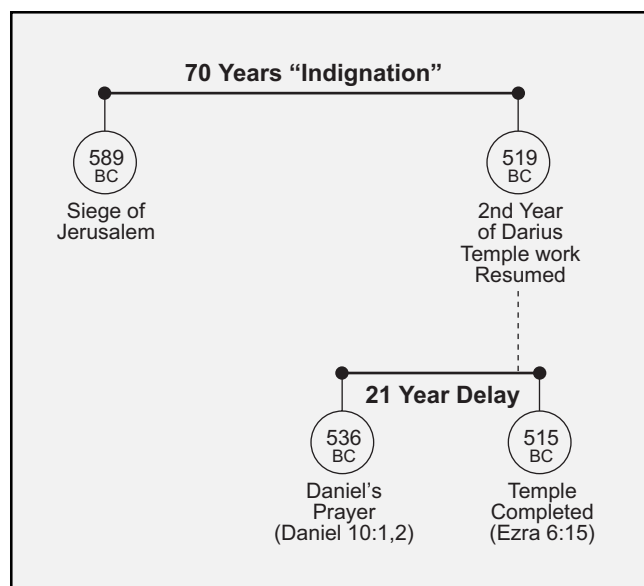 70 Years “Indignation”
589
BC
Siege of
Jerusalem
519
BC
2nd Year
of Darius
Temple work
Resumed
21 Year Delay
536
BC
Daniel’s
Prayer
(Daniel 10:1,2)
515
BC
Temple
Completed
(Ezra 6:15)